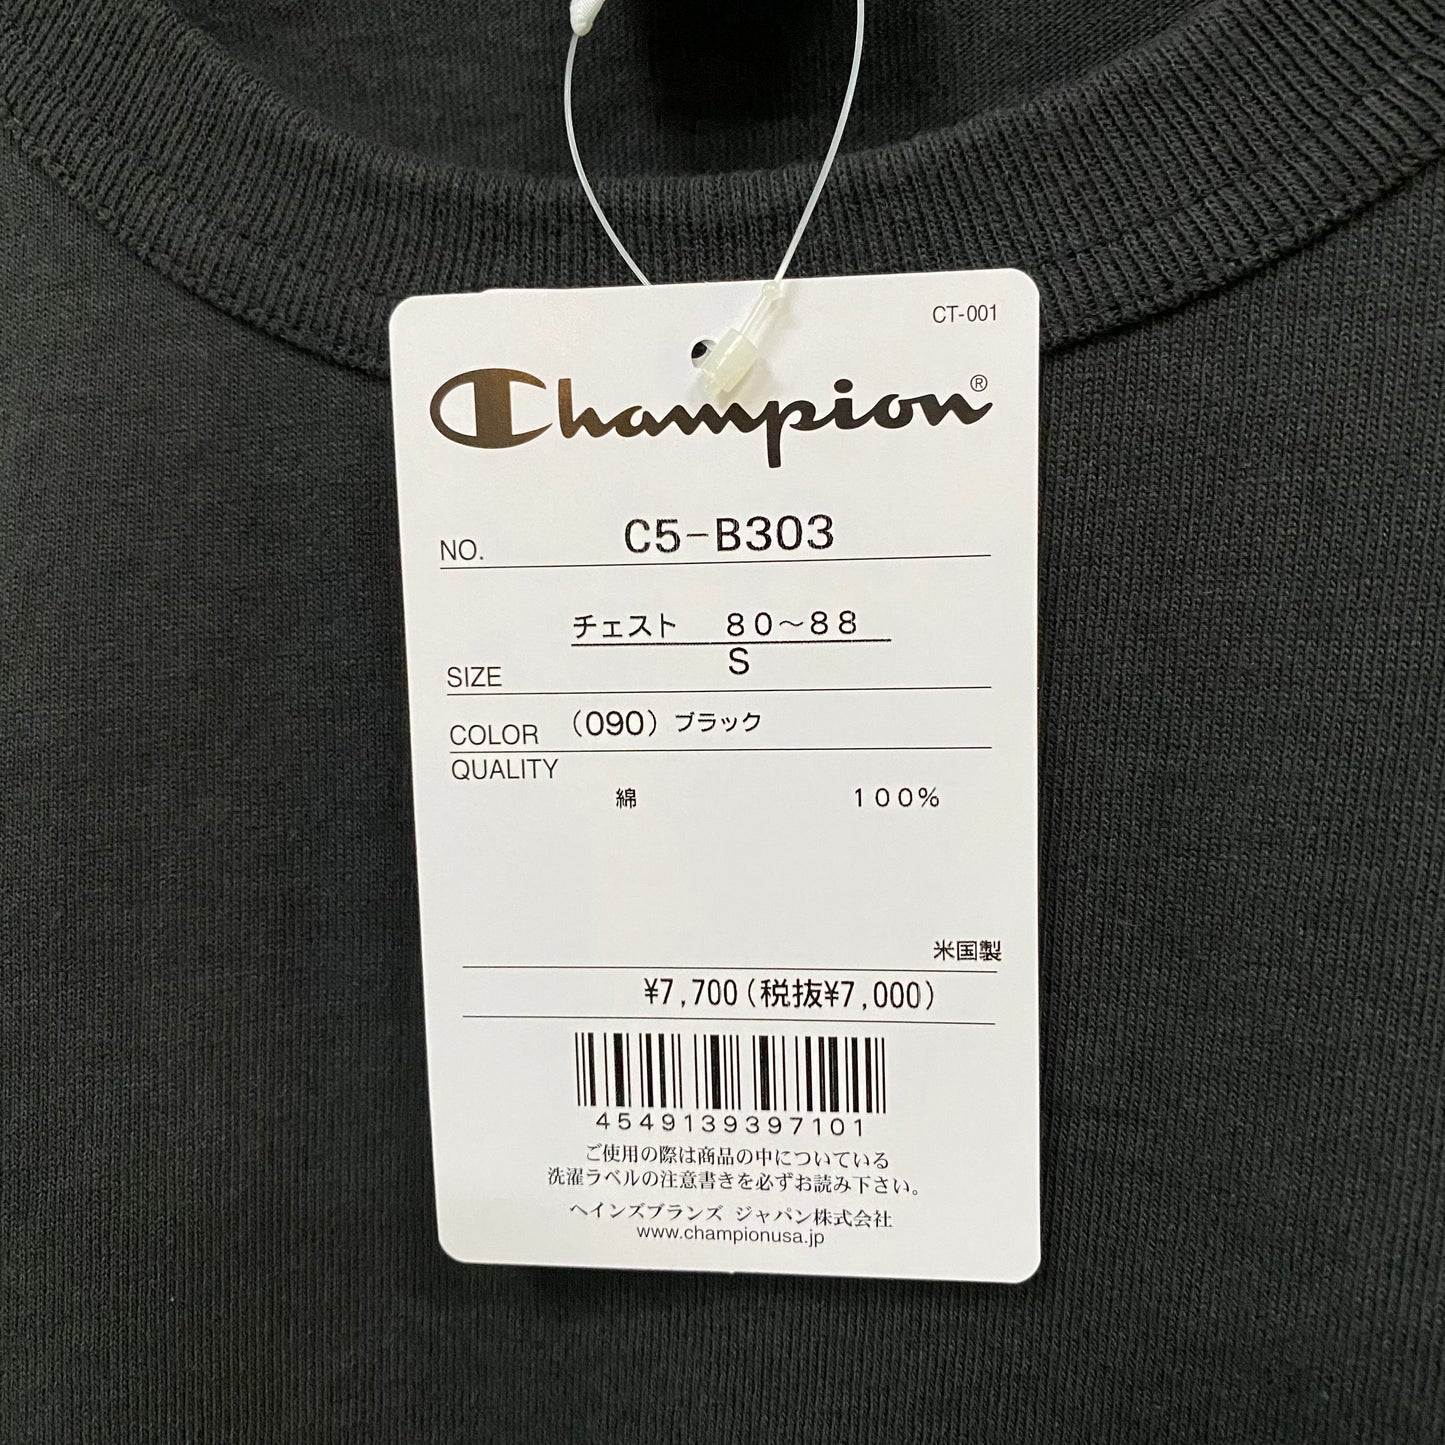 CT-001
Champion®
NO. C5-B303
チェスト 80～88
SIZE S
COLOR (090) ブラック
QUALITY
綿 100%
米国製
¥7,700(税抜¥7,000)
4549139397101
ご使用の際は商品の中についている
洗濯ラベルの注意書きを必ずお読み下さい。
ヘインズブランズ ジャパン株式会社
www.championusa.jp